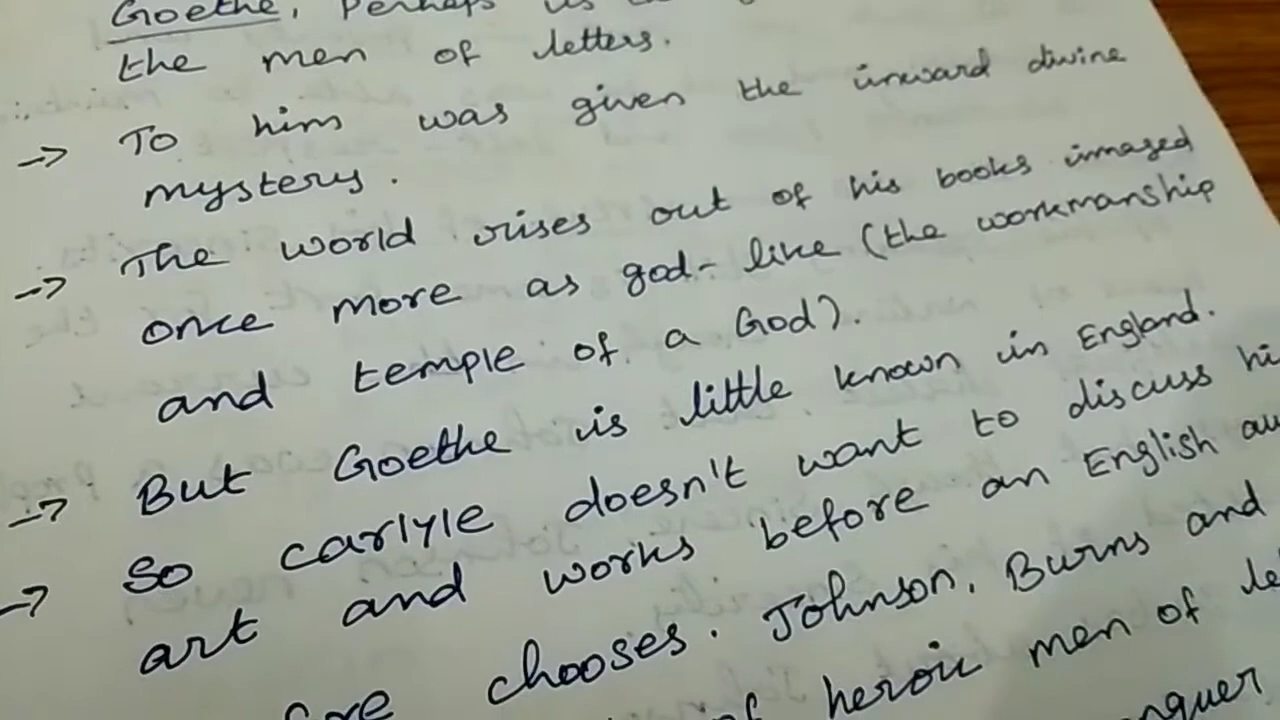 Goethe, Perhaps
the men of letters.
→ To him was given the inward divine
mystery.
→ The world rises out of his books imaged
once more as god-like (the workmanship
and temple of a God).
→ But Goethe is little known in England.
→ So carlyle doesn't want to discuss
art and works before an English
chooses. Johnson, Burns and
heroic men of